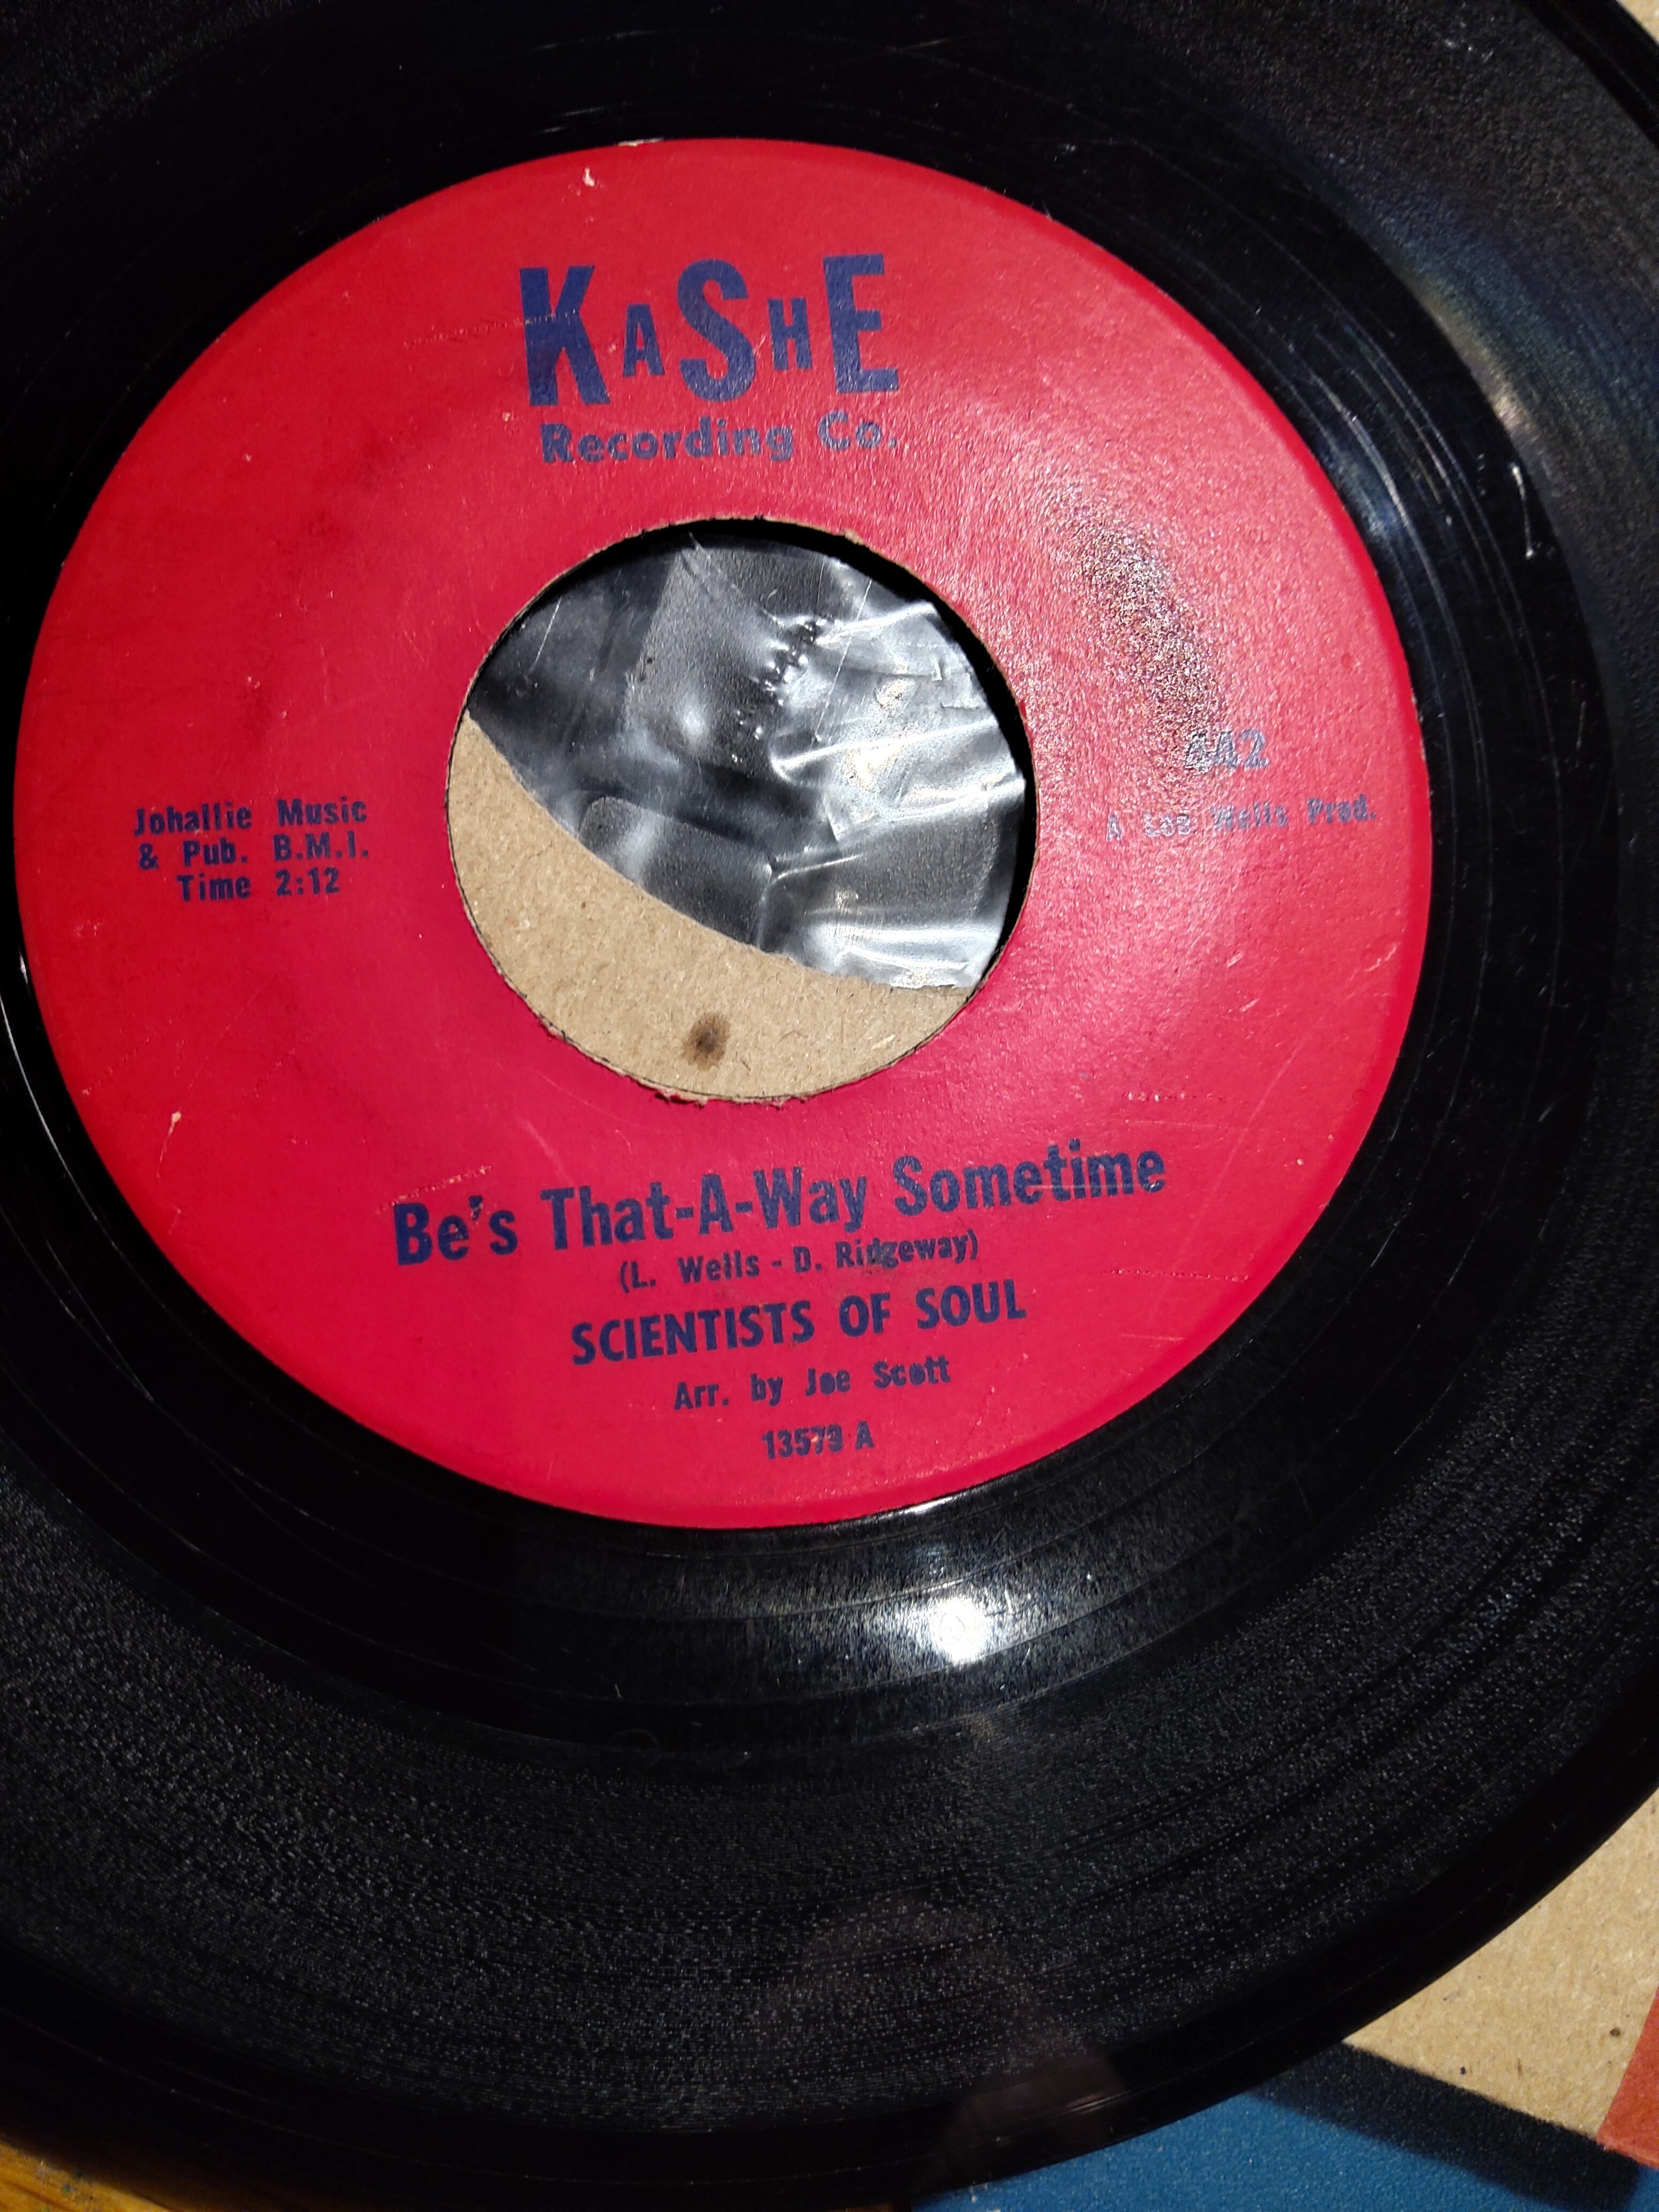 KASHE
Recording Co.
Johallie Music
& Pub. B.M.I.
Time 2:12
442
A Lee Wells Prod.
Be's That-A-Way Sometime
(L. Wells - D. Ridgeway)
SCIENTISTS OF SOUL
Arr. by Joe Scott
13573 A